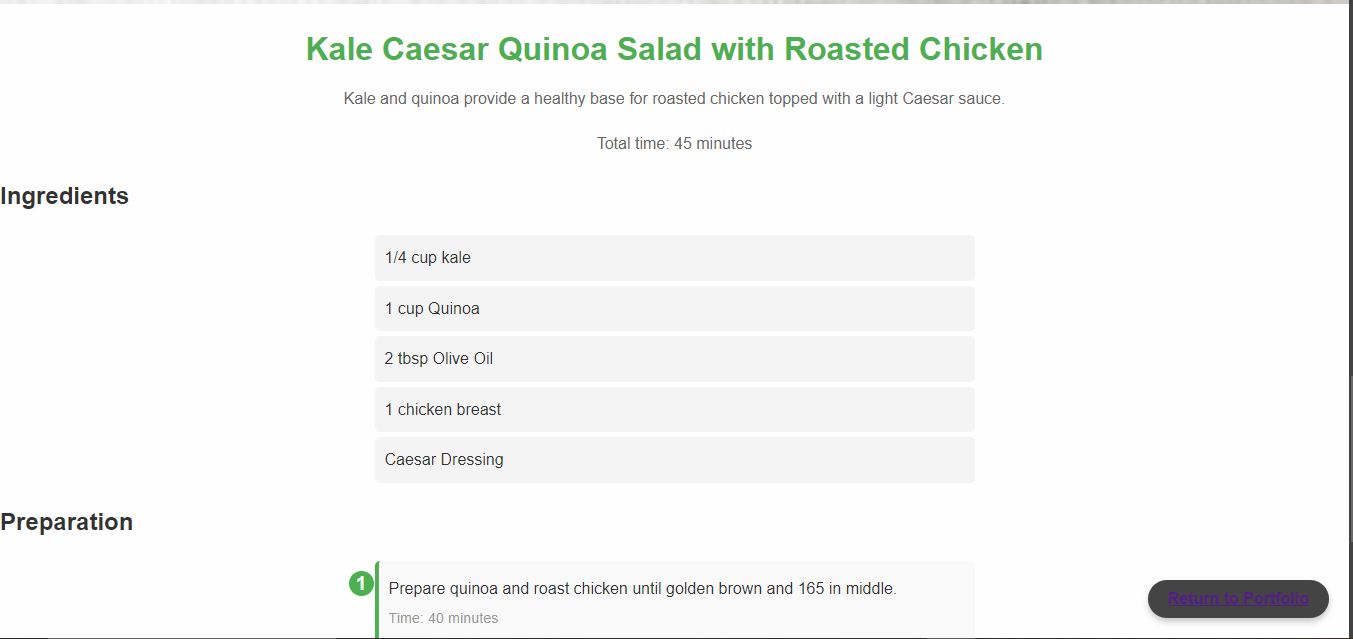 Kale Caesar Quinoa Salad with Roasted Chicken
Kale and quinoa provide a healthy base for roasted chicken topped with a light Caesar sauce.
Total time: 45 minutes
Ingredients
1/4 cup kale
1 cup Quinoa
2 tbsp Olive Oil
1 chicken breast
Caesar Dressing
Preparation
1 Prepare quinoa and roast chicken until golden brown and 165 in middle.
Time: 40 minutes
Return to Portfolio